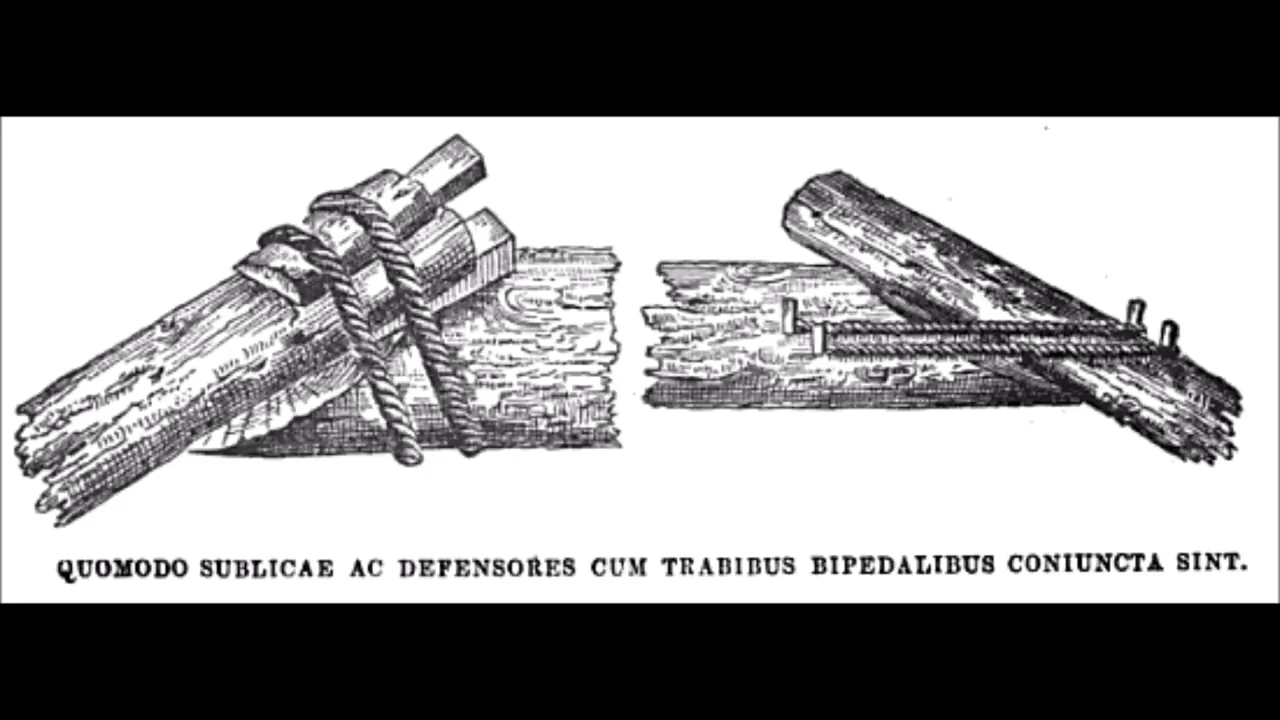 QUOMODO SUBLICAE AC DEFENSORES CUM TRABIBUS BIPEDALIBUS CONIUNCTA SINT.